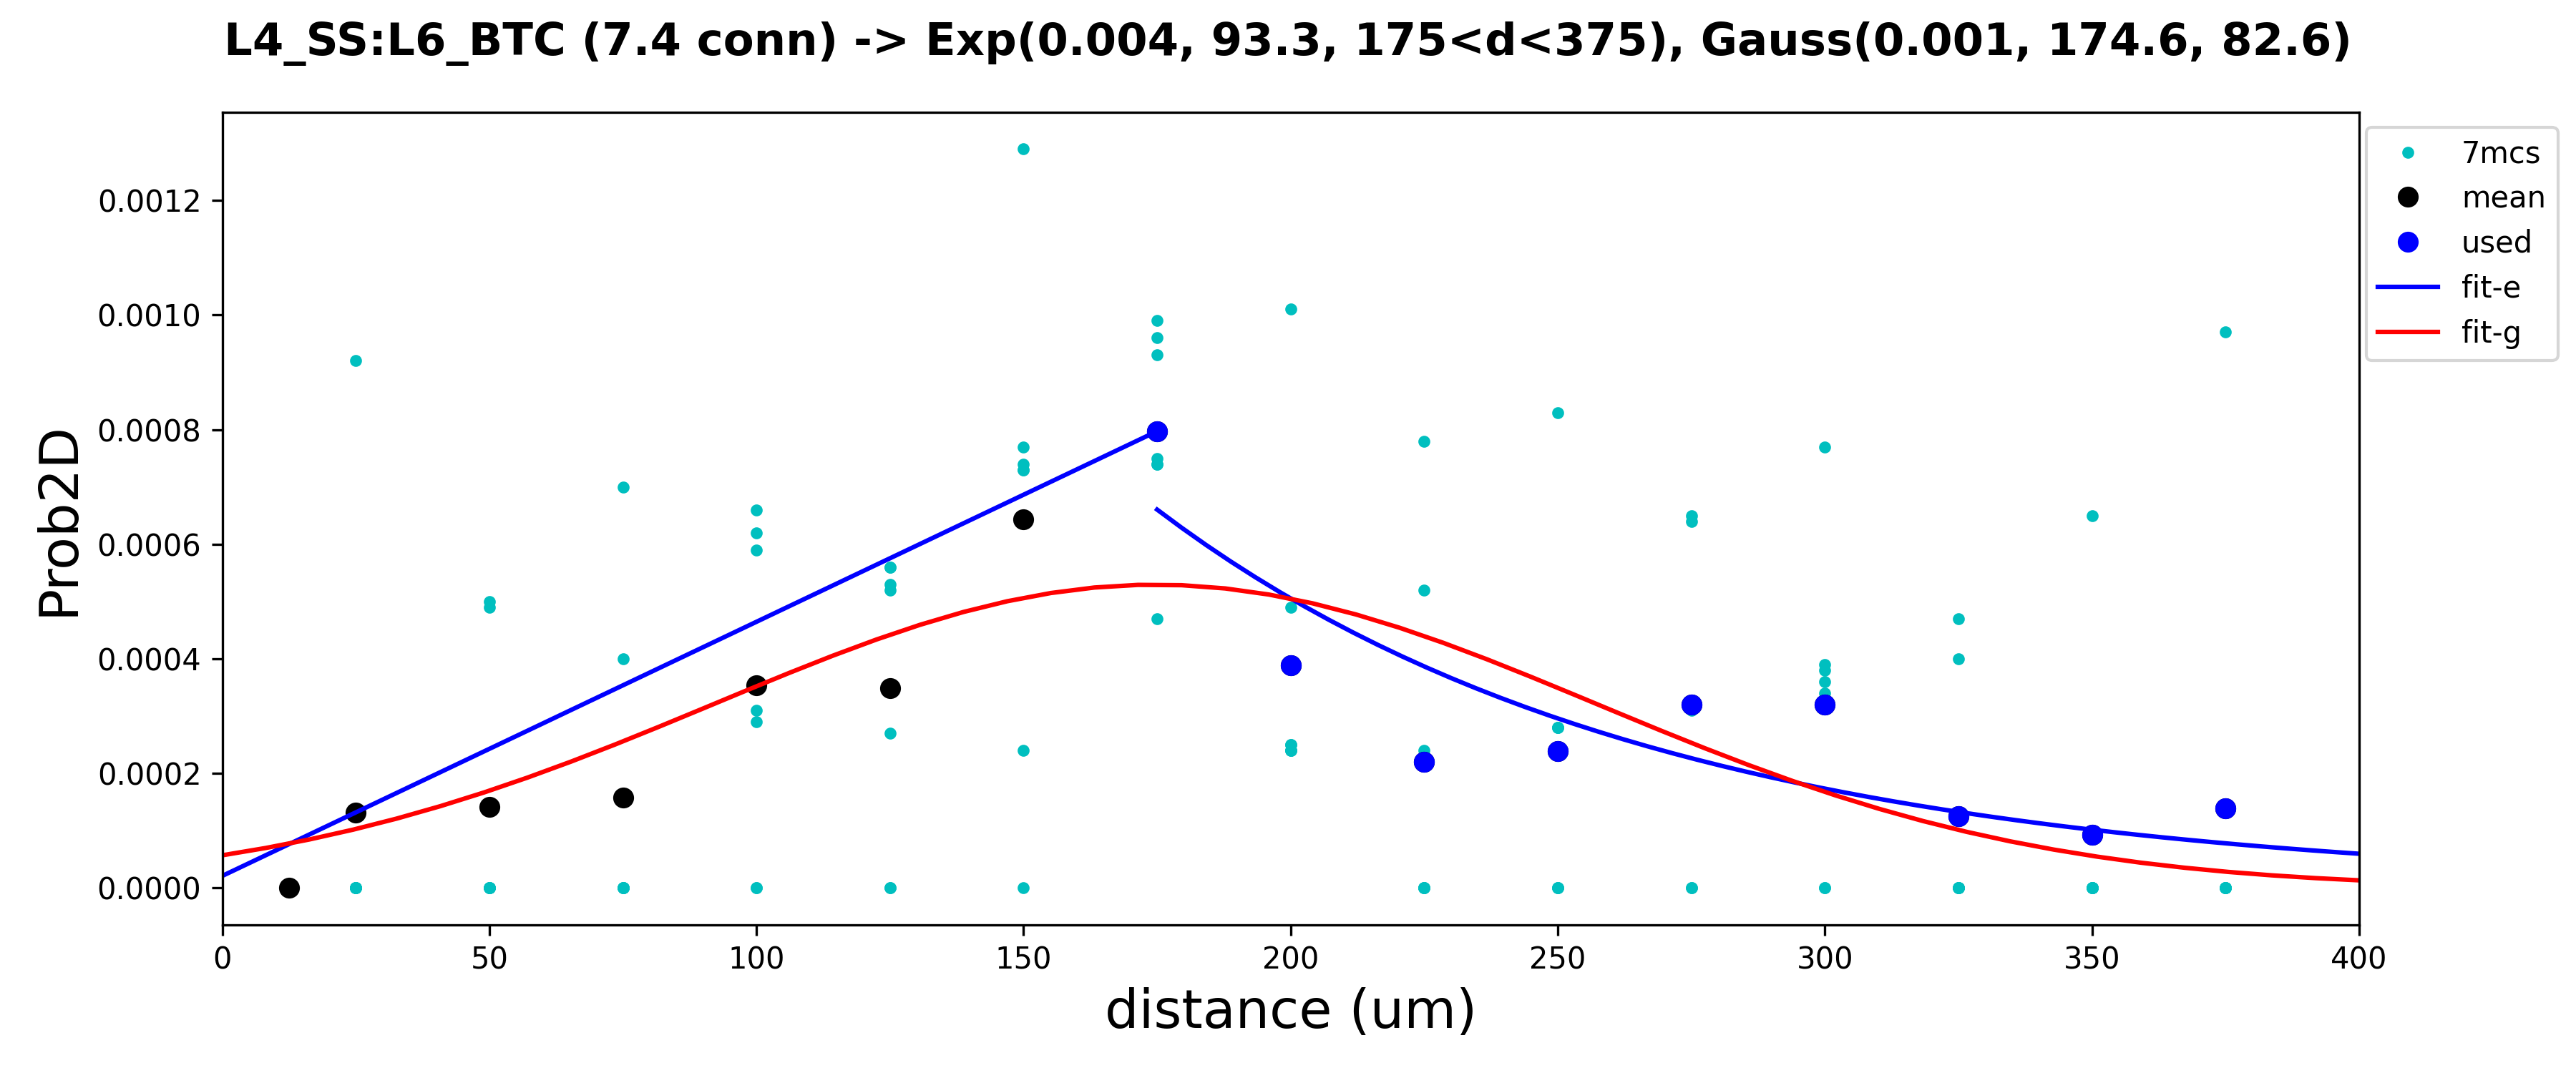 L4_SS:L6_BTC (7.4 conn) -> Exp(0.004, 93.3, 175<d<375), Gauss(0.001, 174.6, 82.6)
7mcs
mean
used
fit-e
fit-g
Prob2D
0.0012
0.0010
0.0008
0.0006
0.0004
0.0002
0.0000
0 50 100 150 200 250 300 350 400
distance (um)